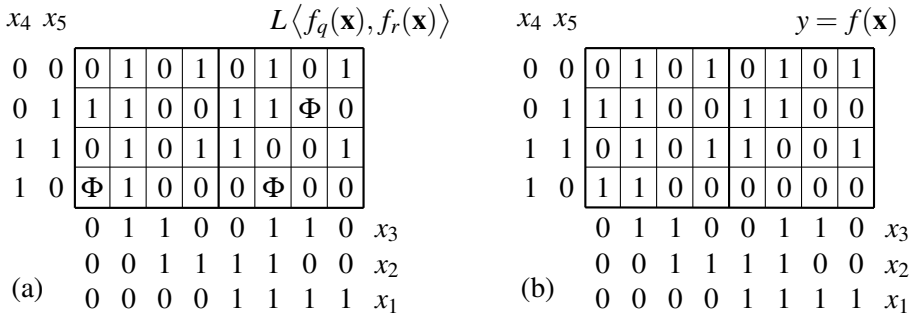 x4 x5 L⟨fq(x), fr(x)⟩
0 0 0 1 0 1 0 1 0 1
0 1 1 1 0 0 1 1 Φ 0
1 1 0 1 0 1 1 0 0 1
1 0 Φ 1 0 0 0 Φ 0 0
0 1 1 0 0 1 1 0 x3
0 0 1 1 1 1 0 0 x2
(a) 0 0 0 0 1 1 1 1 x1
x4 x5 y = f(x)
0 0 0 1 0 1 0 1 0 1
0 1 1 1 0 0 1 1 0 0
1 1 0 1 0 1 1 0 0 1
1 0 1 1 0 0 0 0 0 0
0 1 1 0 0 1 1 0 x3
0 0 1 1 1 1 0 0 x2
(b) 0 0 0 0 1 1 1 1 x1